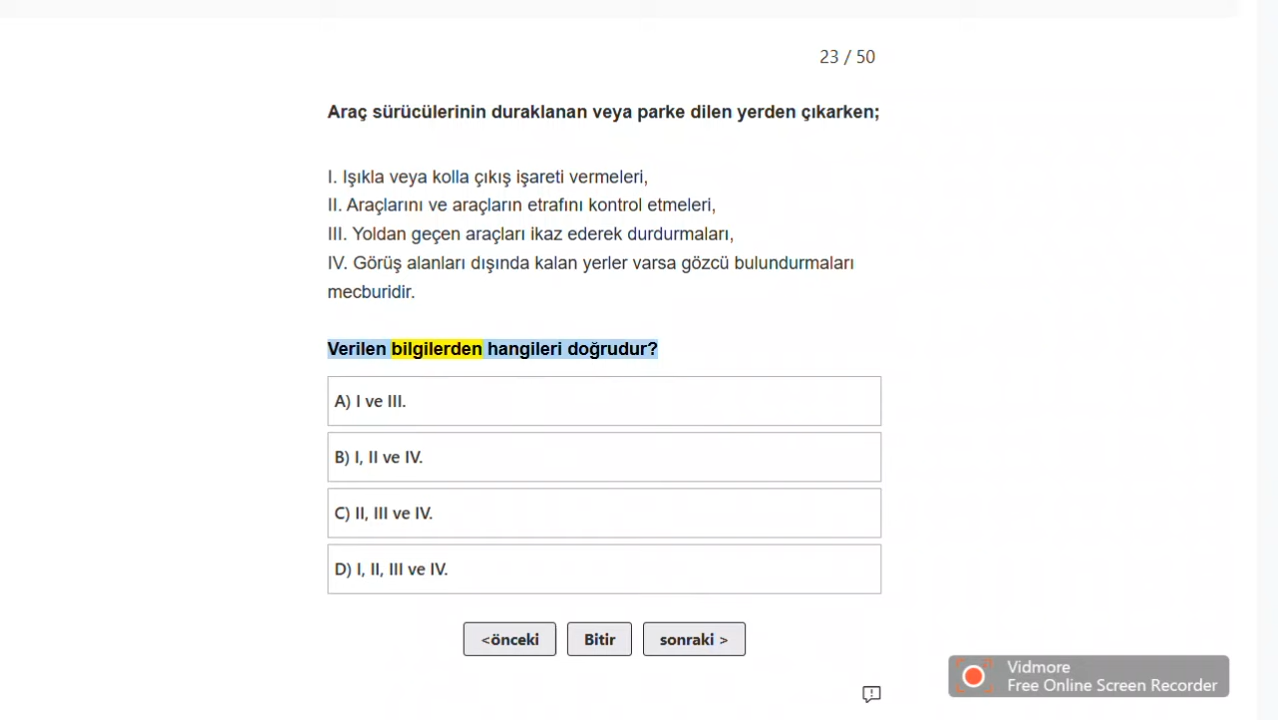 23 / 50
Araç sürücülerinin duraklanan veya parke dilen yerden çıkarken;
I. Işıkla veya kolla çıkış işareti vermeleri,
II. Araçlarını ve araçların etrafını kontrol etmeleri,
III. Yoldan geçen araçları ikaz ederek durdurmaları,
IV. Görüş alanları dışında kalan yerler varsa gözcü bulundurmaları
mecburidir.
Verilen bilgilerden hangileri doğrudur?
A) I ve III.
B) I, II ve IV.
C) II, III ve IV.
D) I, II, III ve IV.
<önceki Bitir sonraki >
Vidmore
Free Online Screen Recorder